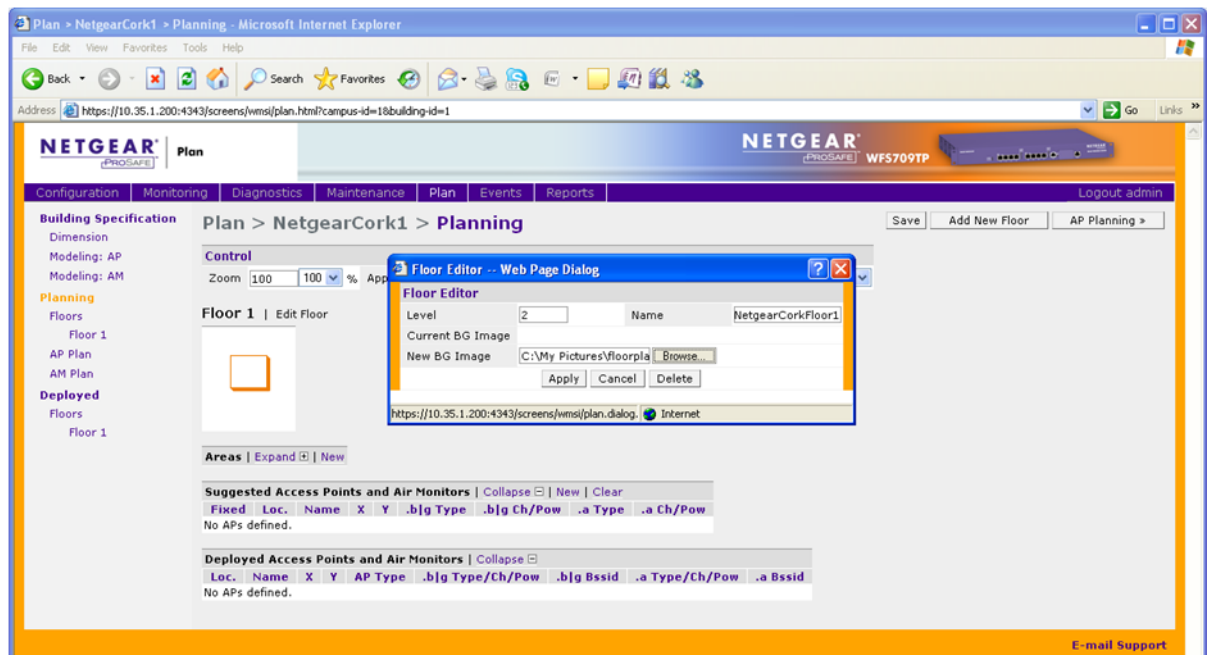 Plan > NetgearCork1 > Planning - Microsoft Internet Explorer
File Edit View Favorites Tools Help
Back Search Favorites
Address https://10.35.1.200:4343/screens/wmsi/plan.html?campus-id=1&building-id=1 Go Links »
NETGEAR PROSAFE Plan NETGEAR PROSAFE WFS709TP
Configuration Monitoring Diagnostics Maintenance Plan Events Reports Logout admin
Building Specification
Dimension
Modeling: AP
Modeling: AM
Planning
Floors
Floor 1
AP Plan
AM Plan
Deployed
Floors
Floor 1
Plan > NetgearCork1 > Planning
Save Add New Floor AP Planning »
Control
Zoom 100 100 %
Floor 1 | Edit Floor
Floor Editor -- Web Page Dialog
Floor Editor
Level 2 Name NetgearCorkFloor1
Current BG Image
New BG Image C:\My Pictures\floorpla Browse...
Apply Cancel Delete
https://10.35.1.200:4343/screens/wmsi/plan.dialog. Internet
Areas | Expand | New
Suggested Access Points and Air Monitors | Collapse | New | Clear
Fixed Loc. Name X Y .b|g Type .b|g Ch/Pow .a Type .a Ch/Pow
No APs defined.
Deployed Access Points and Air Monitors | Collapse
Loc. Name X Y AP Type .b|g Type/Ch/Pow .b|g Bssid .a Type/Ch/Pow .a Bssid
No APs defined.
E-mail Support